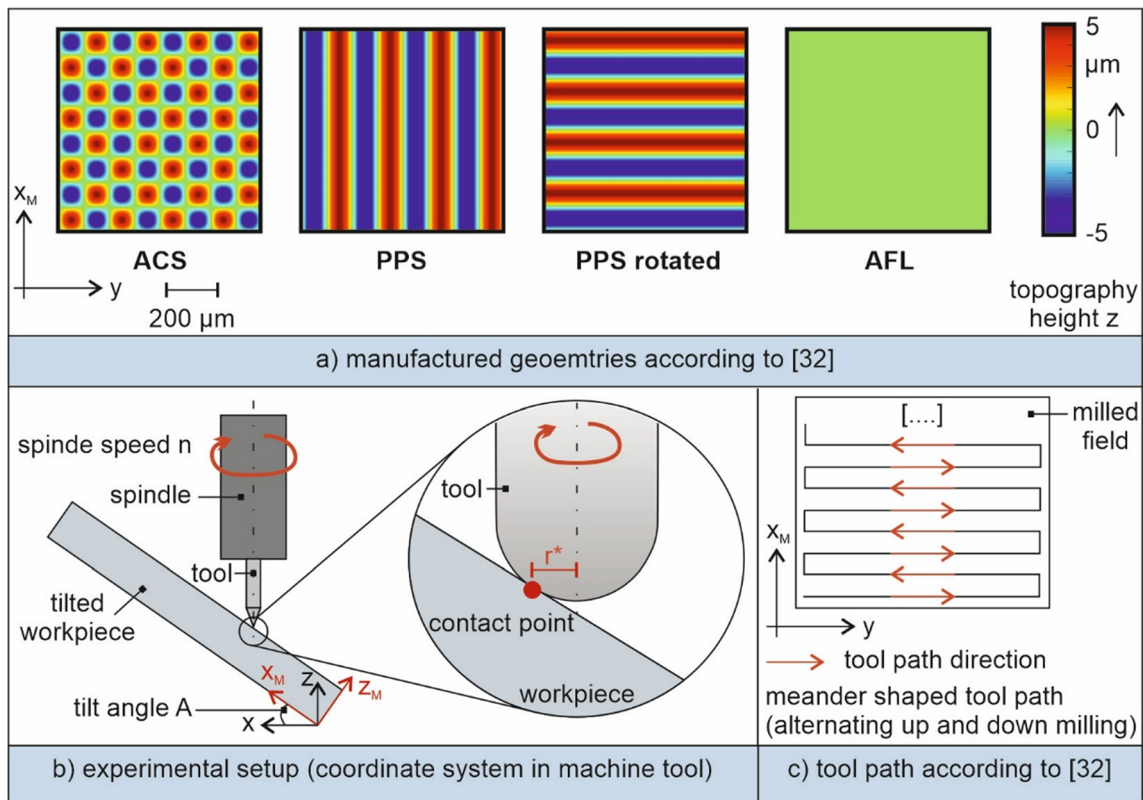 5
µm
0
-5
topography
height z
xM
y
200 µm
ACS
PPS
PPS rotated
AFL
a) manufactured geoemtries according to [32]
spinde speed n
spindle
tool
tilted
workpiece
tilt angle A
xM
z
zM
x
tool
r*
contact point
workpiece
b) experimental setup (coordinate system in machine tool)
[....]
milled
field
xM
y
tool path direction
meander shaped tool path
(alternating up and down milling)
c) tool path according to [32]